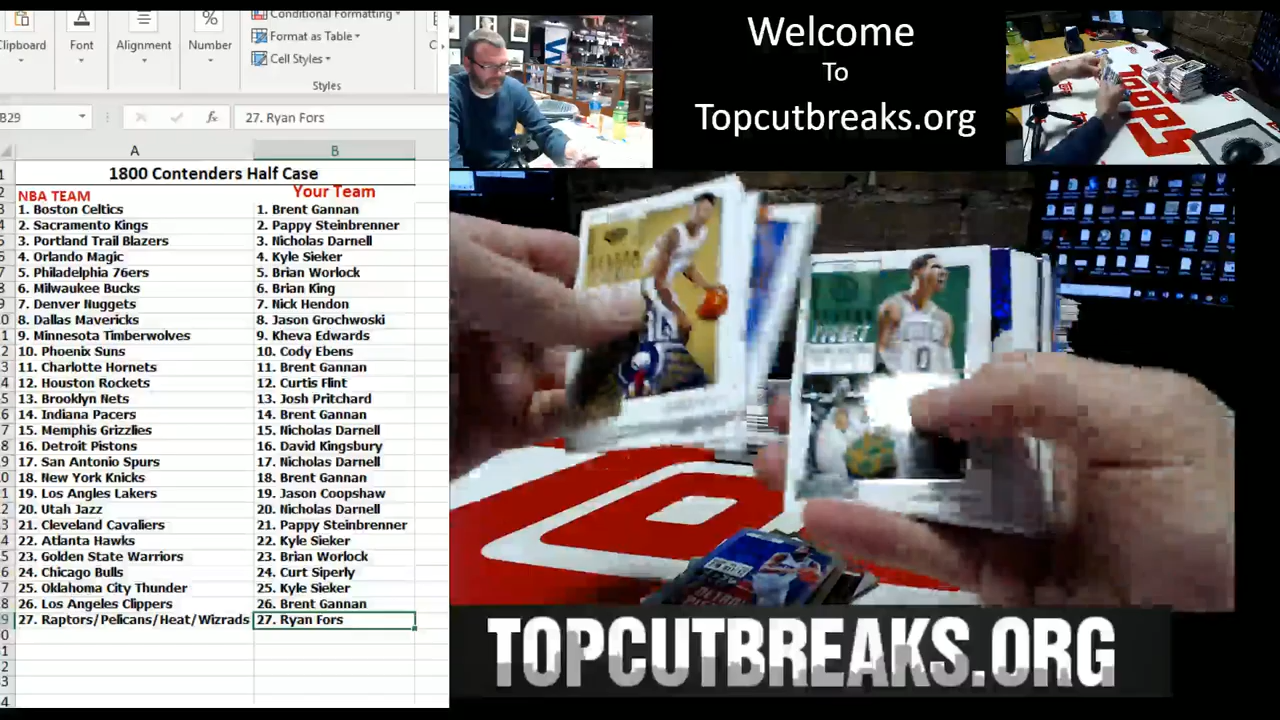 Conditional Formatting
Format as Table
Cell Styles
Clipboard
Font
Alignment
Number
Styles
B29
fx
27. Ryan Fors
A
B
1800 Contenders Half Case
NBA TEAM
Your Team
1. Boston Celtics
1. Brent Gannan
2. Sacramento Kings
2. Pappy Steinbrenner
3. Portland Trail Blazers
3. Nicholas Darnell
4. Orlando Magic
4. Kyle Sieker
5. Philadelphia 76ers
5. Brian Worlock
6. Milwaukee Bucks
6. Brian King
7. Denver Nuggets
7. Nick Hendon
8. Dallas Mavericks
8. Jason Grochwoski
9. Minnesota Timberwolves
9. Kheva Edwards
10. Phoenix Suns
10. Cody Ebens
11. Charlotte Hornets
11. Brent Gannan
12. Houston Rockets
12. Curtis Flint
13. Brooklyn Nets
13. Josh Pritchard
14. Indiana Pacers
14. Brent Gannan
15. Memphis Grizzlies
15. Nicholas Darnell
16. Detroit Pistons
16. David Kingsbury
17. San Antonio Spurs
17. Nicholas Darnell
18. New York Knicks
18. Brent Gannan
19. Los Angles Lakers
19. Jason Coopshaw
20. Utah Jazz
20. Nicholas Darnell
21. Cleveland Cavaliers
21. Pappy Steinbrenner
22. Atlanta Hawks
22. Kyle Sieker
23. Golden State Warriors
23. Brian Worlock
24. Chicago Bulls
24. Curt Siperly
25. Oklahoma City Thunder
25. Kyle Sieker
26. Los Angeles Clippers
26. Brent Gannan
27. Raptors/Pelicans/Heat/Wizrads
27. Ryan Fors
Welcome
To
Topcutbreaks.org
TOPPS
TOPCUTBREAKS.ORG